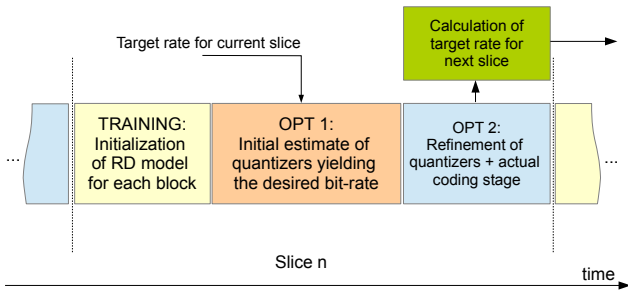 Calculation of
target rate for
next slice
Target rate for current slice
...
TRAINING:
Initialization
of RD model
for each block
OPT 1:
Initial estimate of
quantizers yielding
the desired bit-rate
OPT 2:
Refinement of
quantizers + actual
coding stage
...
Slice n
time